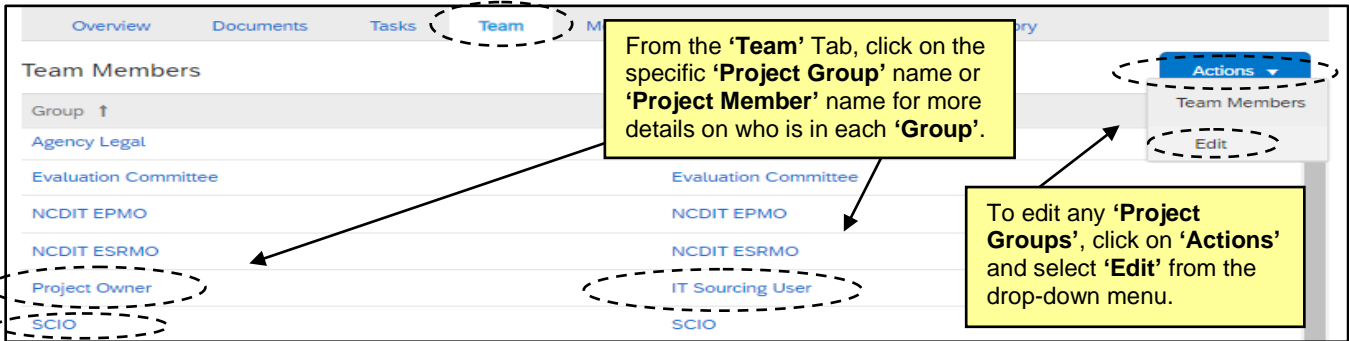 Overview Documents Tasks Team M ry
From the ‘Team’ Tab, click on the
specific ‘Project Group’ name or
‘Project Member’ name for more
details on who is in each ‘Group’.
Team Members
Actions ▼
Team Members
Edit
Group ↑
Agency Legal
Evaluation Committee Evaluation Committee
NCDIT EPMO NCDIT EPMO
NCDIT ESRMO NCDIT ESRMO
Project Owner IT Sourcing User
SCIO SCIO
To edit any ‘Project
Groups’, click on ‘Actions’
and select ‘Edit’ from the
drop-down menu.